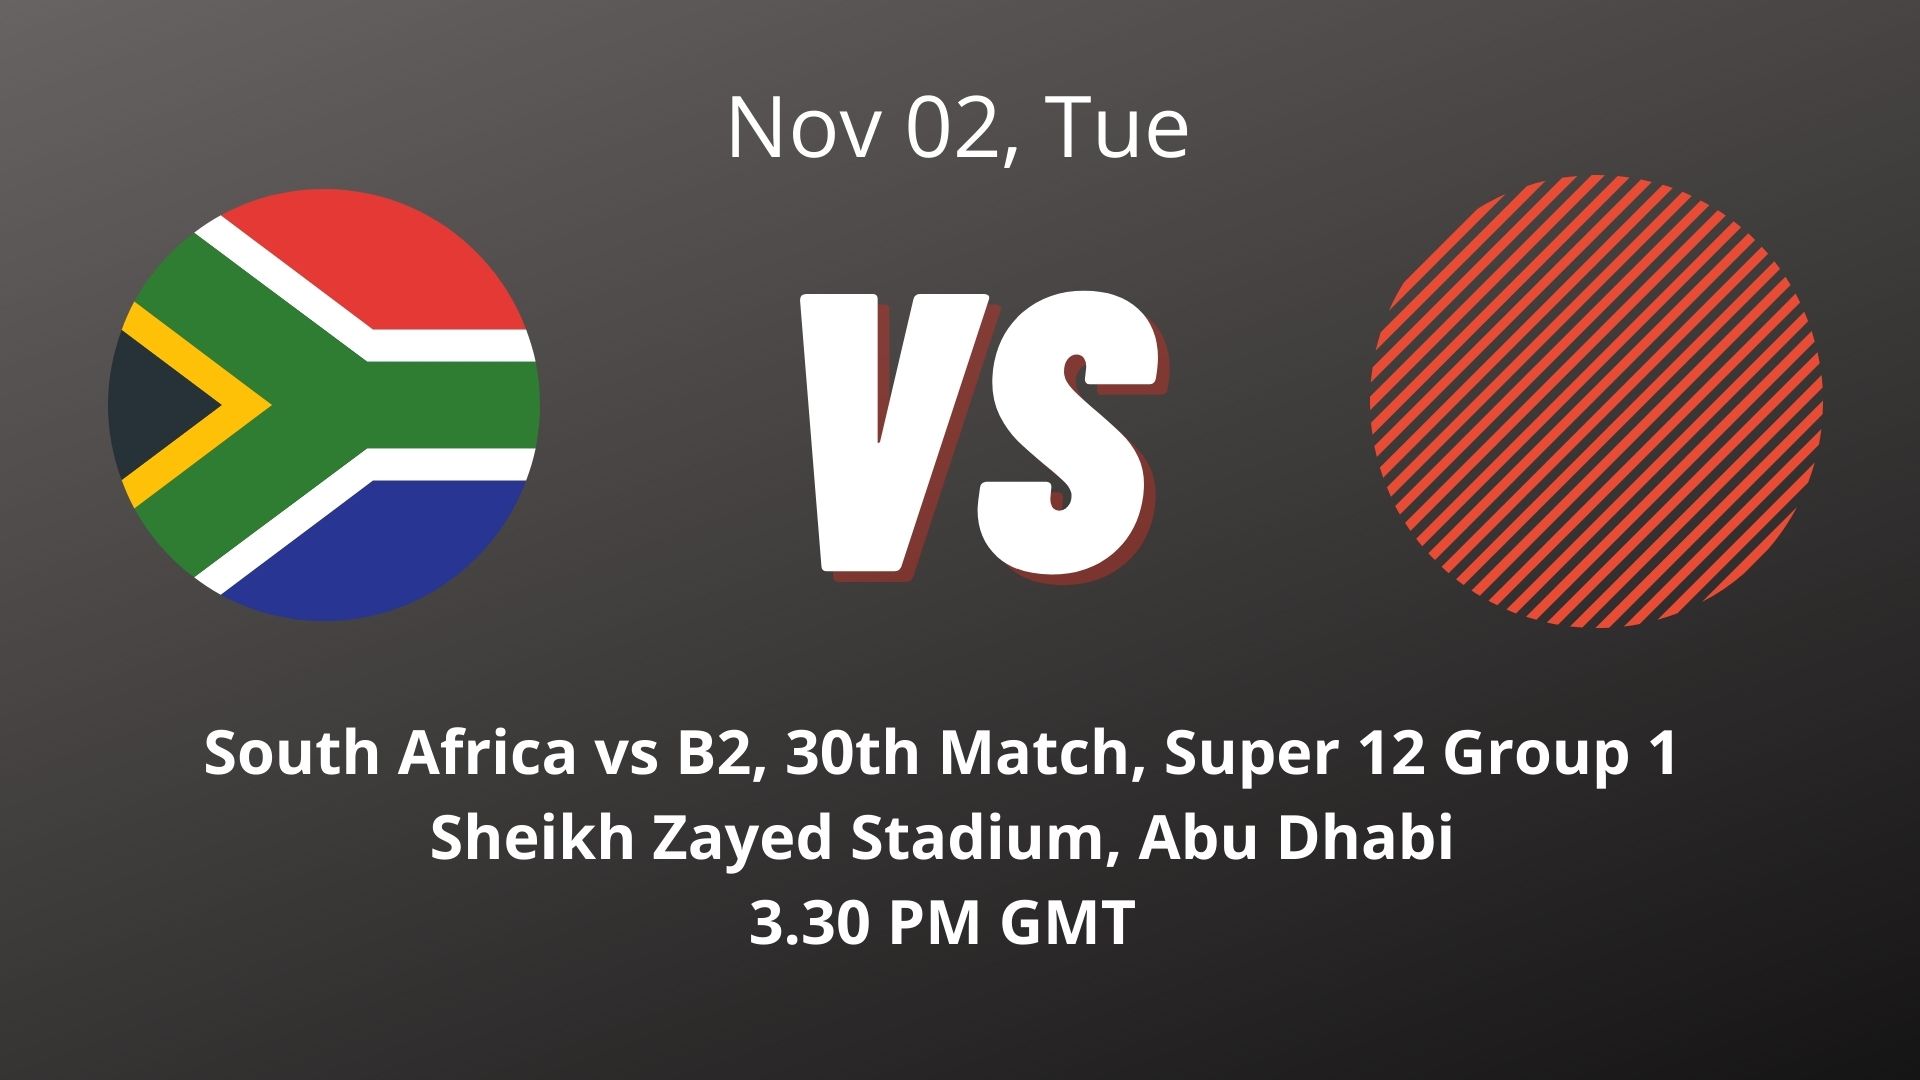 Nov 02, Tue
VS
South Africa vs B2, 30th Match, Super 12 Group 1
Sheikh Zayed Stadium, Abu Dhabi
3.30 PM GMT